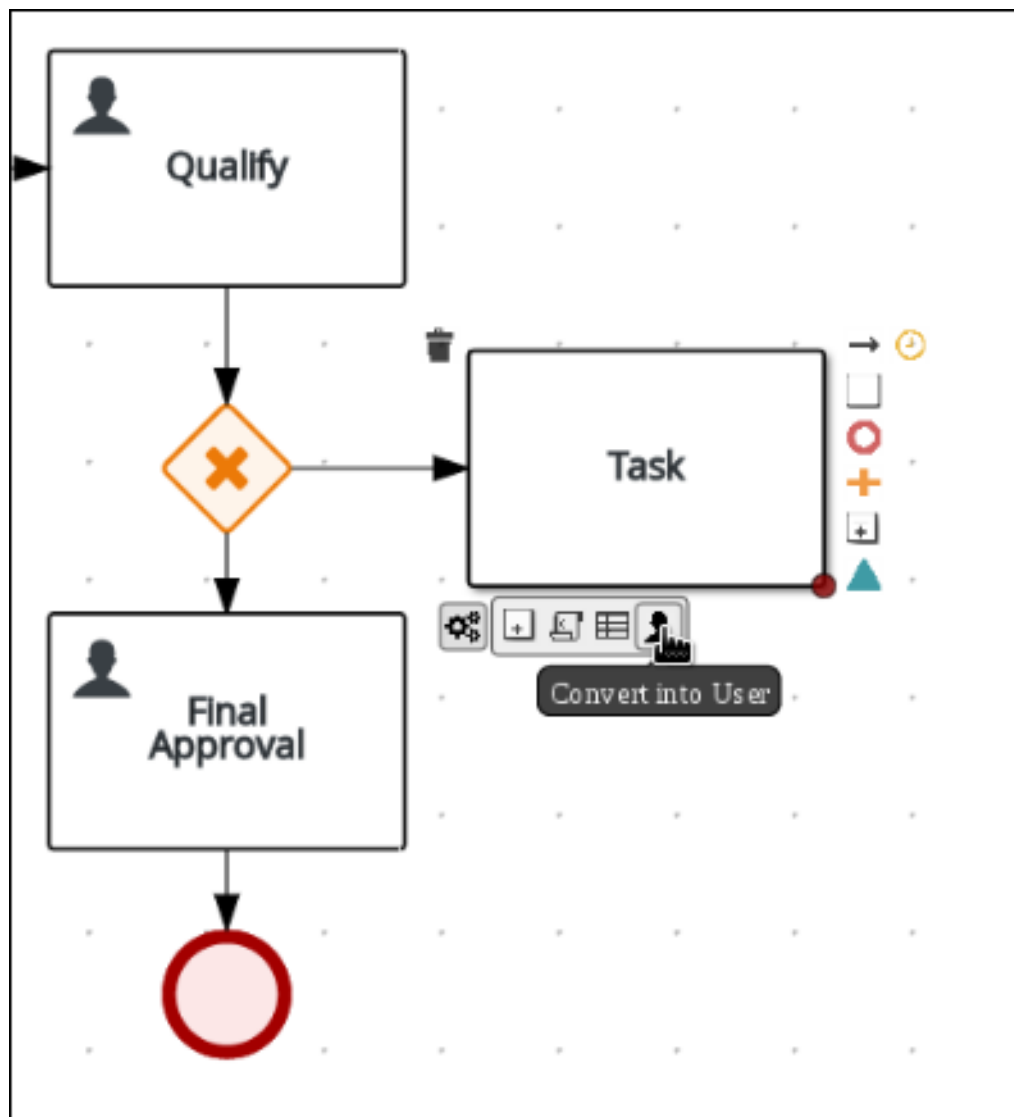 Qualify
Task
Convert into User
Final
Approval